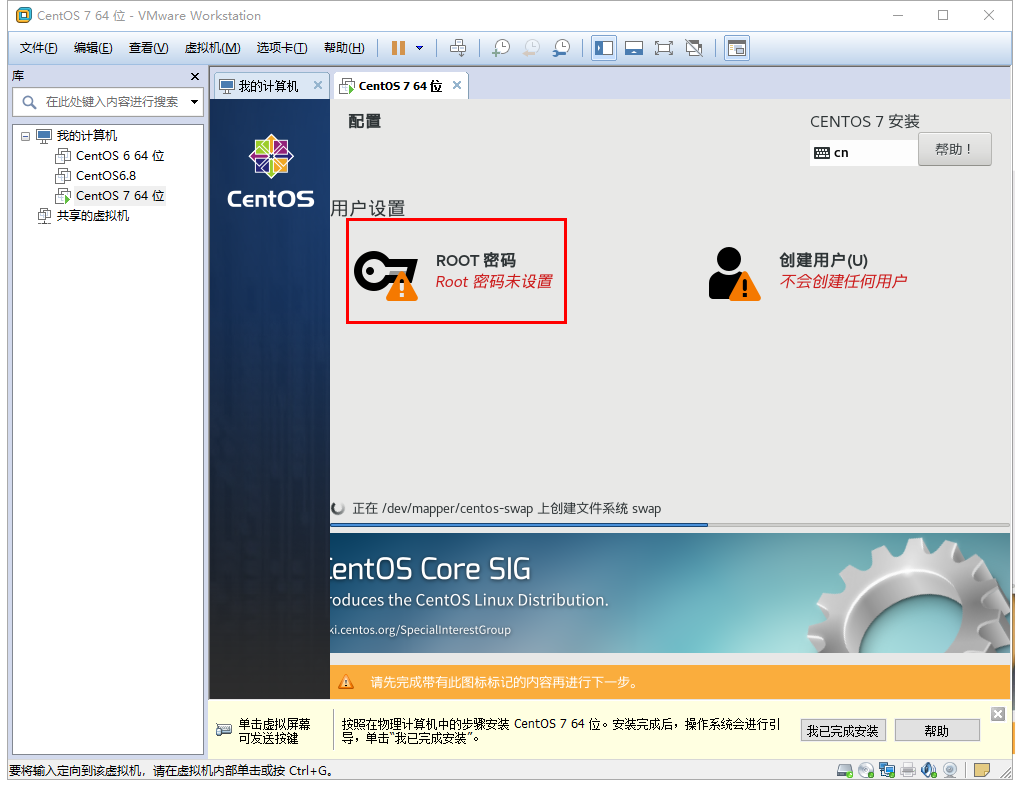 CentOS 7 64 位 - VMware Workstation
文件(F) 编辑(E) 查看(V) 虚拟机(M) 选项卡(T) 帮助(H)
库
在此处键入内容进行搜索
我的计算机
CentOS 6 64 位
CentOS6.8
CentOS 7 64 位
共享的虚拟机
我的计算机
CentOS 7 64 位
CentOS
配置
CENTOS 7 安装
cn
帮助！
用户设置
ROOT 密码
Root 密码未设置
创建用户(U)
不会创建任何用户
正在 /dev/mapper/centos-swap 上创建文件系统 swap
entOS Core SIG
roduces the CentOS Linux Distribution.
ki.centos.org/SpecialInterestGroup
请先完成带有此图标标记的内容再进行下一步。
单击虚拟屏幕
可发送按键
按照在物理计算机中的步骤安装 CentOS 7 64 位。安装完成后，操作系统会进行引
导，单击“我已完成安装”。
我已完成安装
帮助
要将输入定向到该虚拟机，请在虚拟机内部单击或按 Ctrl+G。